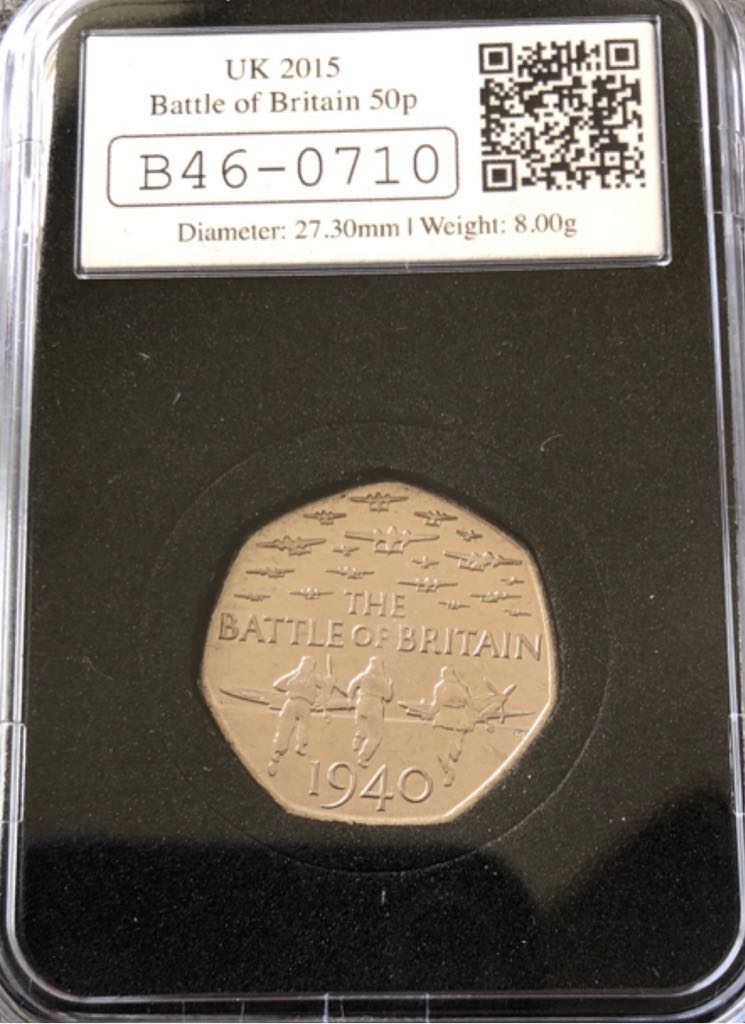 UK 2015
Battle of Britain 50p
B46-0710
Diameter: 27.30mm | Weight: 8.00g
THE
BATTLE OF BRITAIN
1940